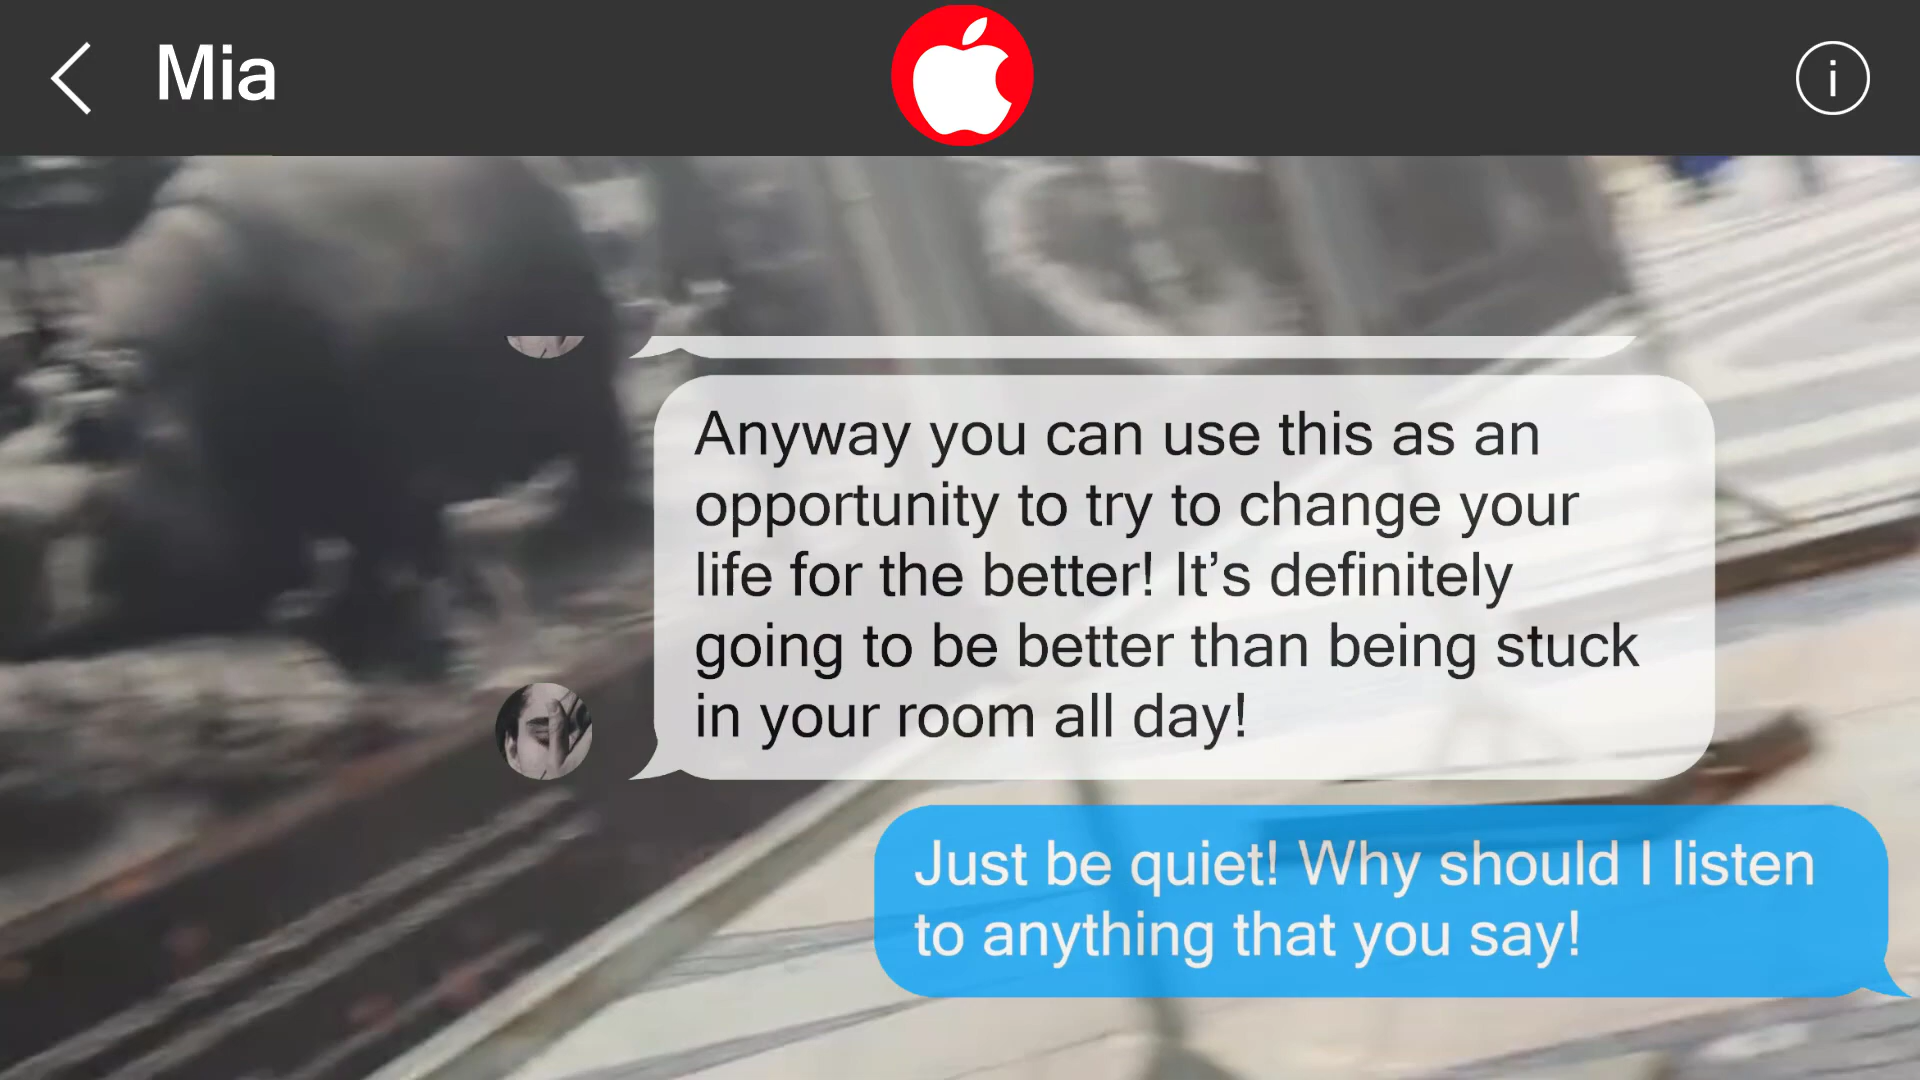 Mia
i
Anyway you can use this as an
opportunity to try to change your
life for the better! It’s definitely
going to be better than being stuck
in your room all day!
Just be quiet! Why should I listen
to anything that you say!